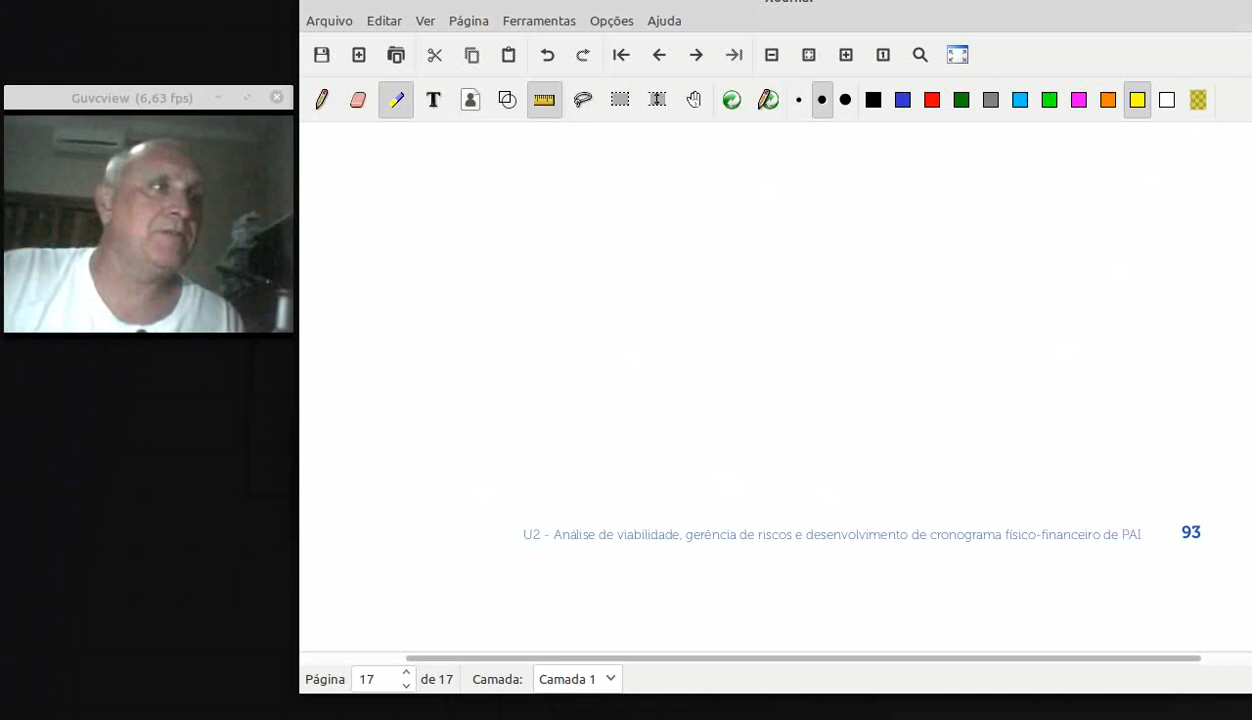 Arquivo Editar Ver Página Ferramentas Opções Ajuda
T
1
Guvcview (6,63 fps)
U2 - Análise de viabilidade, gerência de riscos e desenvolvimento de cronograma físico-financeiro de PAI 93
Página 17 de 17 Camada: Camada 1